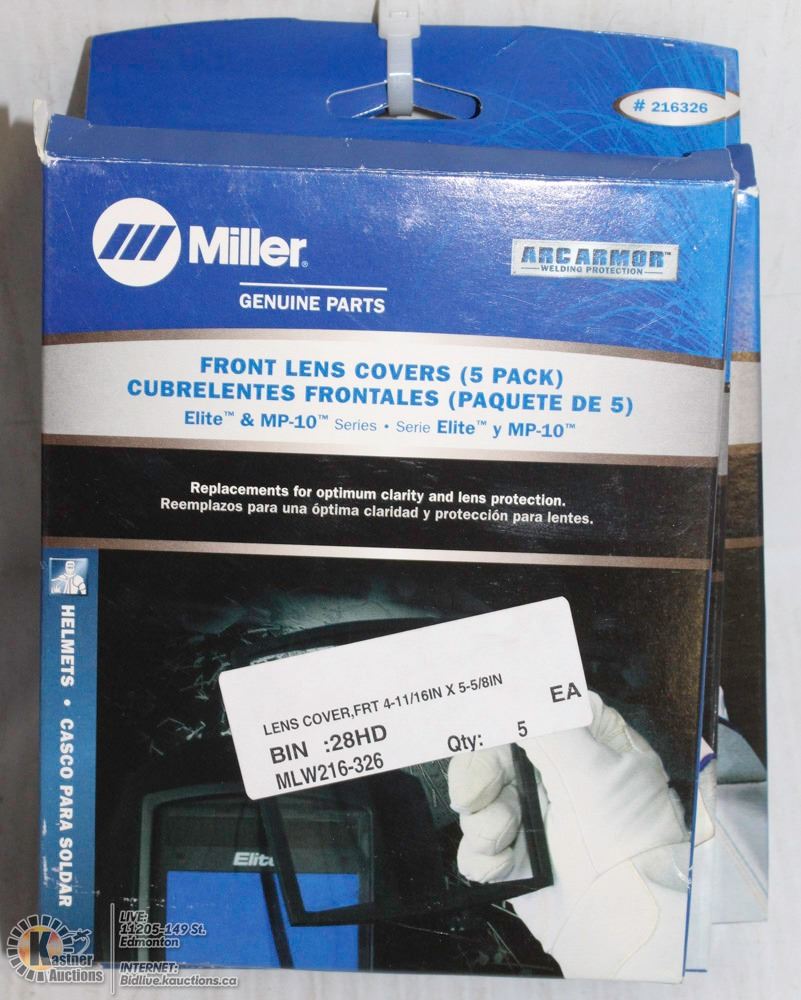 # 216326
Miller®
ARCARMOR™
WELDING PROTECTION
GENUINE PARTS
FRONT LENS COVERS (5 PACK)
CUBRELENTES FRONTALES (PAQUETE DE 5)
Elite™ & MP-10™ Series • Serie Elite™ y MP-10™
Replacements for optimum clarity and lens protection.
Reemplazos para una óptima claridad y protección para lentes.
HELMETS • CASCO PARA SOLDAR
LENS COVER,FRT 4-11/16IN X 5-5/8IN
BIN :28HD
Qty: 5 EA
MLW216-326
Elite
Kastner
Auctions
LIVE:
11205-149 St.
Edmonton
INTERNET:
Bidlive.kauctions.ca